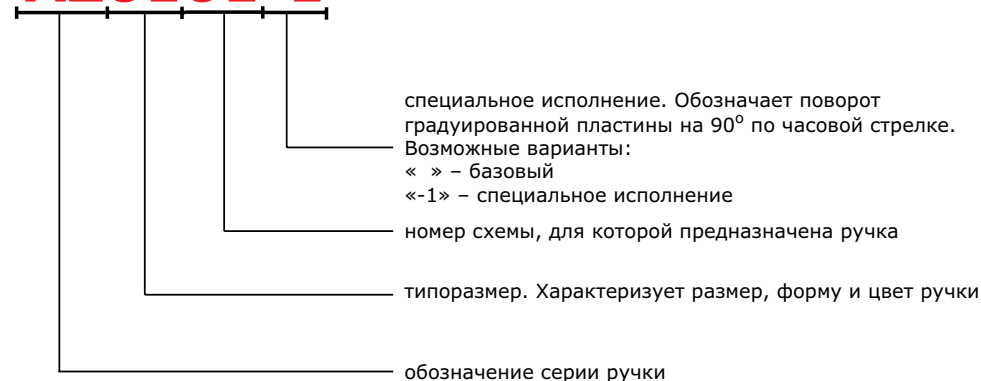 специальное исполнение. Обозначает поворот
градуированной пластины на 90º по часовой стрелке.
Возможные варианты:
«  » – базовый
«-1» – специальное исполнение
номер схемы, для которой предназначена ручка
типоразмер. Характеризует размер, форму и цвет ручки
обозначение серии ручки